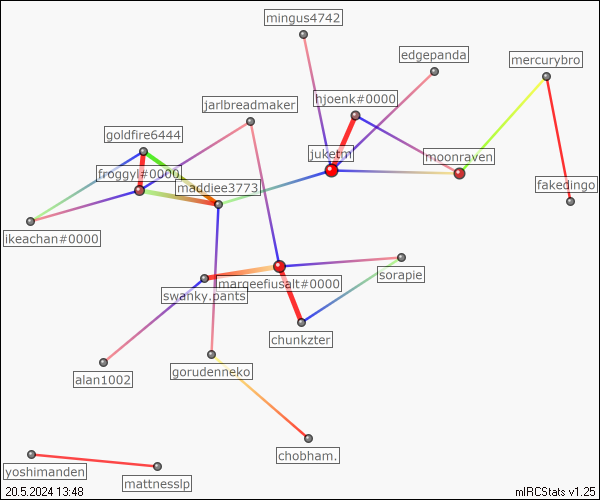 mingus4742
edgepanda
mercurybro
hjoenk#0000
jarlbreadmaker
goldfire6444
juketm
moonraven
froggyl#0000
maddiee3773
fakedingo
ikeachan#0000
sorapie
marqeefiusalt#0000
swanky.pants
chunkzter
gorudenneko
alan1002
chobham.
yoshimanden
mattnesslp
20.5.2024 13:48
mIRCStats v1.25